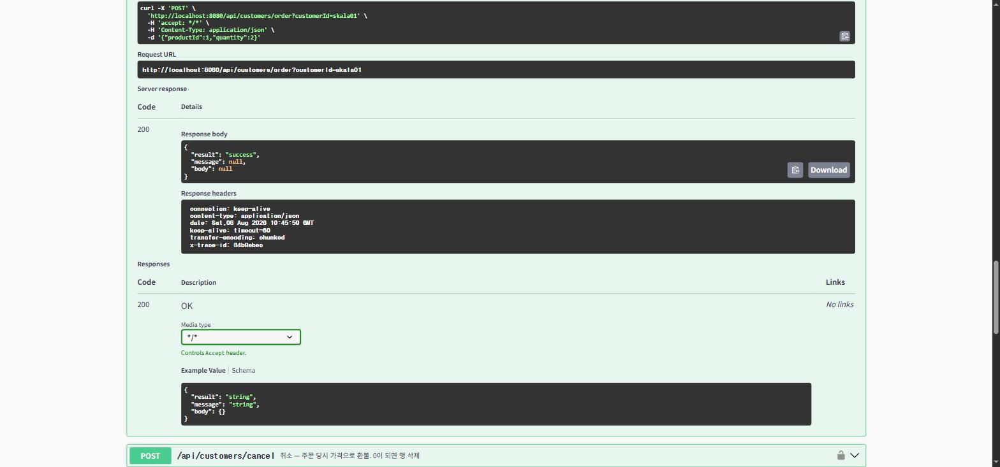 curl -X 'POST' \
'http://localhost:8080/api/customers/order?customerId=skala01' \
-H 'accept: */*' \
-H 'Content-Type: application/json' \
-d '{"productId":1,"quantity":2}'
Request URL
http://localhost:8080/api/customers/order?customerId=skala01
Server response
Code Details
200
Response body
{
"result": "success",
"message": null,
"body": null
}
Download
Response headers
connection: keep-alive
content-type: application/json
date: Sat,08 Aug 2026 10:45:59 GMT
keep-alive: timeout=60
transfer-encoding: chunked
x-trace-id: 84b9ebec
Responses
Code Description Links
200 OK No links
Media type
*/*
Controls Accept header.
Example Value Schema
{
"result": "string",
"message": "string",
"body": {}
}
POST /api/customers/cancel 취소 — 주문 당시 가격으로 환불. 0이 되면 행 삭제